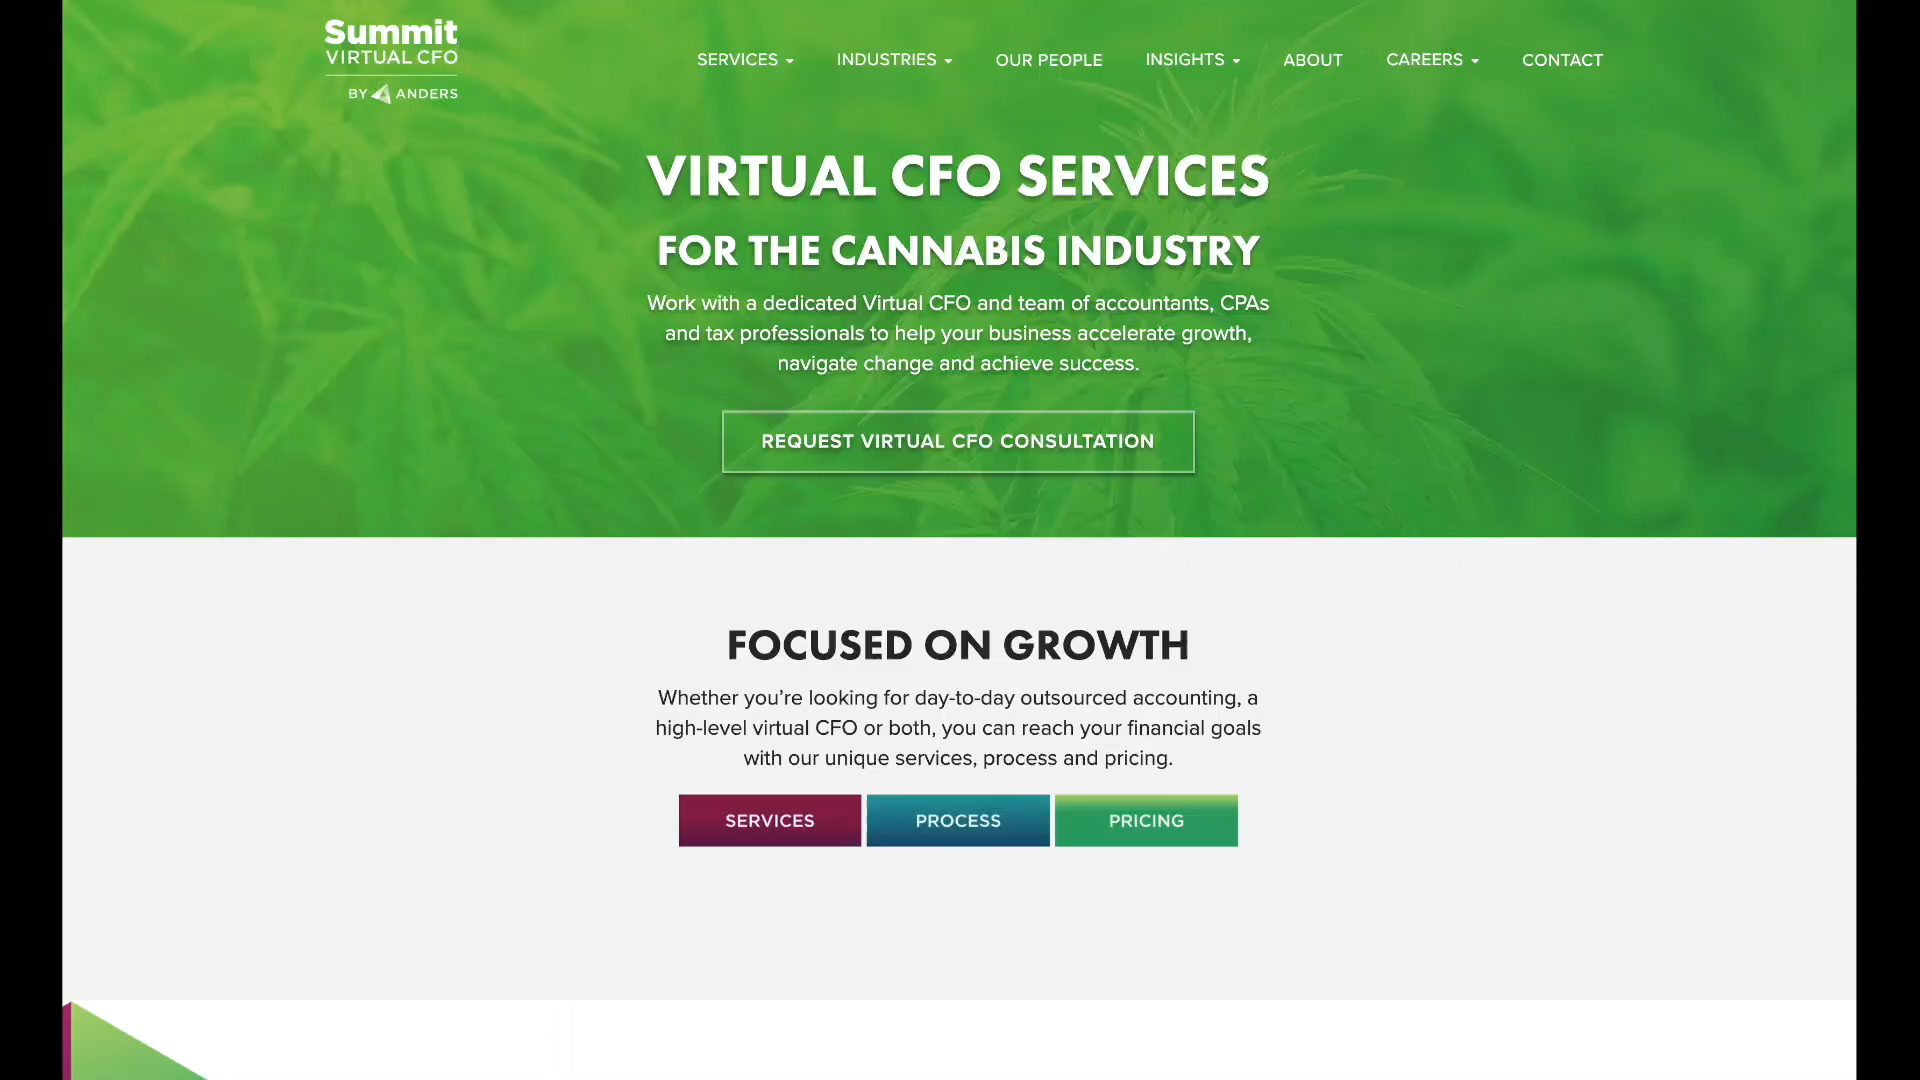 Summit
VIRTUAL CFO
BY ANDERS
SERVICES INDUSTRIES OUR PEOPLE INSIGHTS ABOUT CAREERS CONTACT
VIRTUAL CFO SERVICES
FOR THE CANNABIS INDUSTRY
Work with a dedicated Virtual CFO and team of accountants, CPAs
and tax professionals to help your business accelerate growth,
navigate change and achieve success.
REQUEST VIRTUAL CFO CONSULTATION
FOCUSED ON GROWTH
Whether you’re looking for day-to-day outsourced accounting, a
high-level virtual CFO or both, you can reach your financial goals
with our unique services, process and pricing.
SERVICES PROCESS PRICING